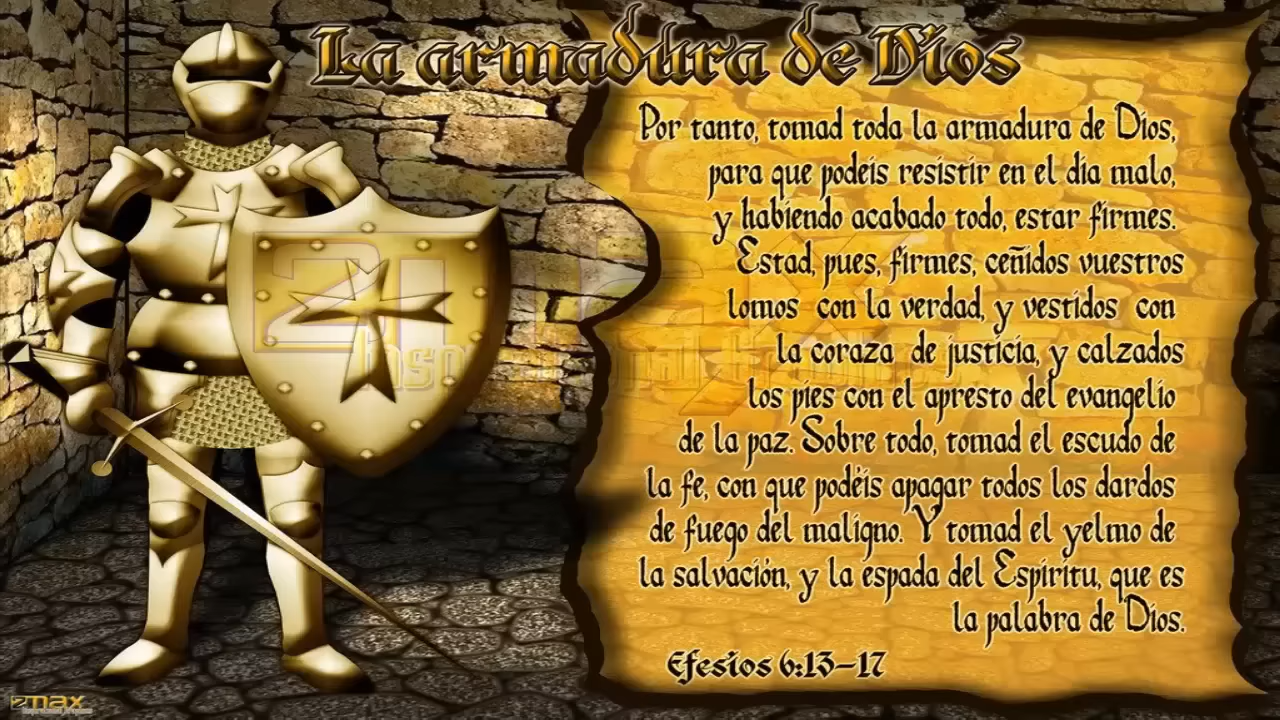 La armadura de Dios
Por tanto, tomad toda la armadura de Dios,
para que podéis resistir en el día malo,
y habiendo acabado todo, estar firmes.
Estad, pues, firmes, ceñidos vuestros
lomos con la verdad, y vestidos con
la coraza de justicia, y calzados
los pies con el apresto del evangelio
de la paz. Sobre todo, tomad el escudo de
la fe, con que podéis apagar todos los dardos
de fuego del maligno. Y tomad el yelmo de
la salvación, y la espada del Espíritu, que es
la palabra de Dios.
Efesios 6:13-17